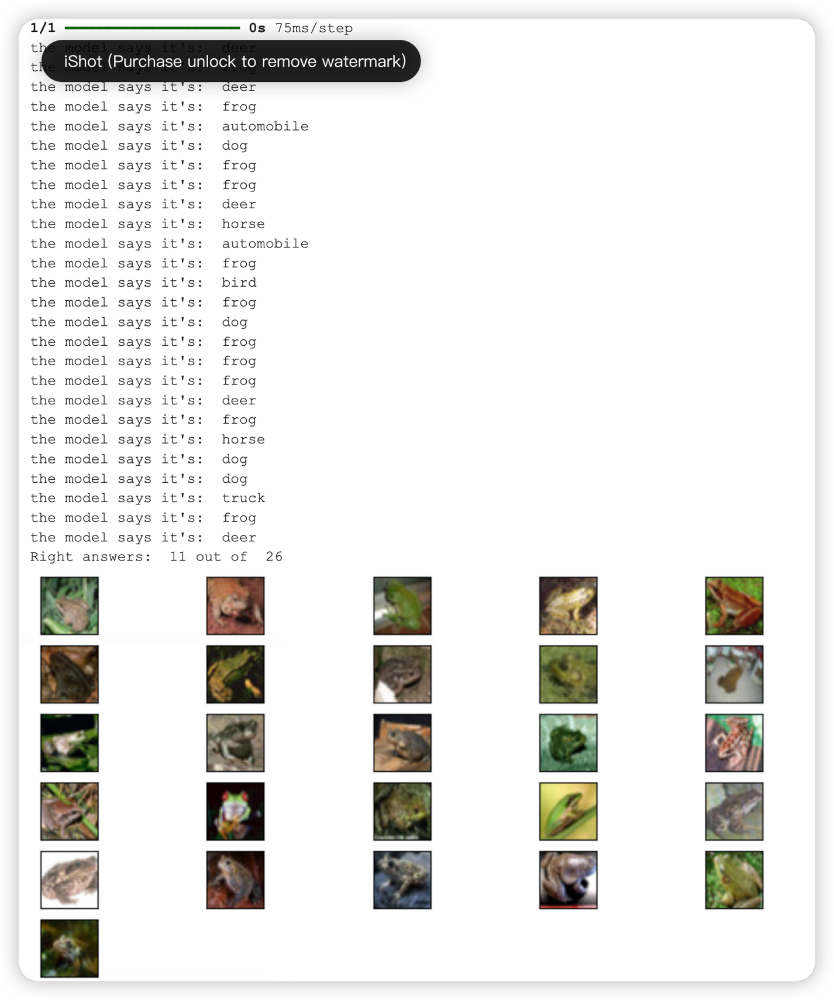 1/1 ━━━━━━━━━━━━━━━━━━━━ 0s 75ms/step
the model says it's:  deer
iShot (Purchase unlock to remove watermark)
the model says it's:  frog
the model says it's:  deer
the model says it's:  frog
the model says it's:  automobile
the model says it's:  dog
the model says it's:  frog
the model says it's:  frog
the model says it's:  deer
the model says it's:  horse
the model says it's:  automobile
the model says it's:  frog
the model says it's:  bird
the model says it's:  frog
the model says it's:  dog
the model says it's:  frog
the model says it's:  frog
the model says it's:  frog
the model says it's:  deer
the model says it's:  frog
the model says it's:  horse
the model says it's:  dog
the model says it's:  dog
the model says it's:  truck
the model says it's:  frog
the model says it's:  deer
Right answers:  11 out of  26